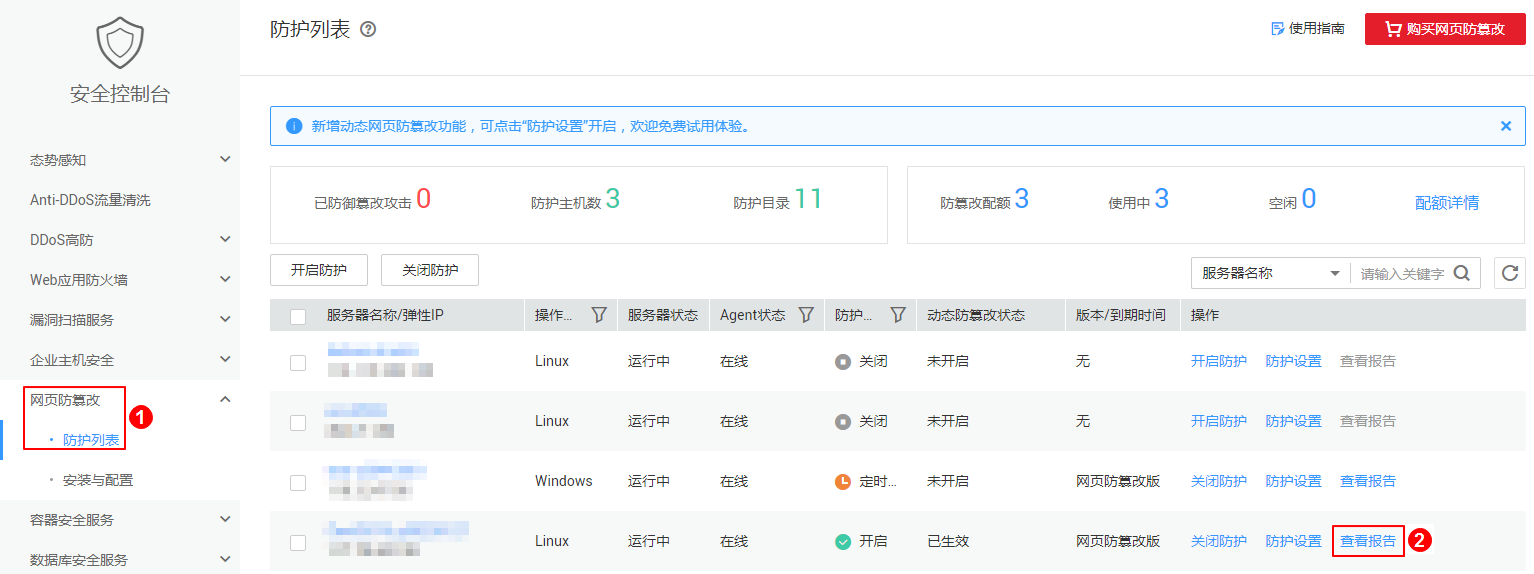 安全控制台
态势感知
Anti-DDoS流量清洗
DDoS高防
Web应用防火墙
漏洞扫描服务
企业主机安全
网页防篡改
1
防护列表
安装与配置
容器安全服务
数据库安全服务
防护列表 ?
使用指南
购买网页防篡改
新增动态网页防篡改功能，可点击“防护设置”开启，欢迎免费试用体验。
已防御篡改攻击 0 防护主机数 3 防护目录 11
防篡改配额 3 使用中 3 空闲 0 配额详情
开启防护 关闭防护
服务器名称 请输入关键字
服务器名称/弹性IP 操作... 服务器状态 Agent状态 防护... 动态防篡改状态 版本/到期时间 操作
Linux 运行中 在线 关闭 未开启 无 开启防护 防护设置 查看报告
Linux 运行中 在线 关闭 未开启 无 开启防护 防护设置 查看报告
Windows 运行中 在线 定时... 未开启 网页防篡改版 关闭防护 防护设置 查看报告
Linux 运行中 在线 开启 已生效 网页防篡改版 关闭防护 防护设置 查看报告 2